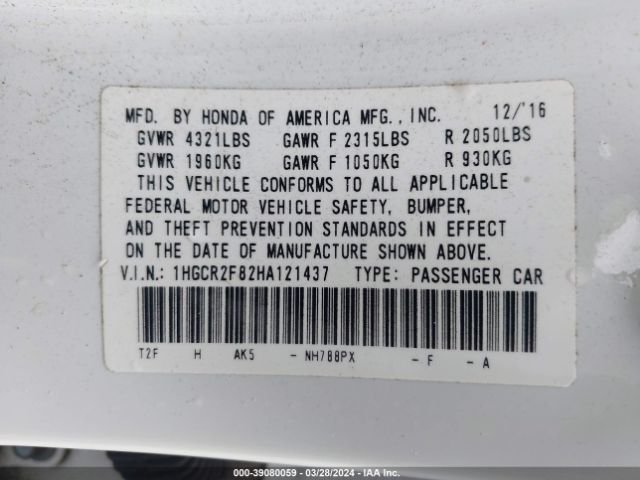 MFD. BY HONDA OF AMERICA MFG., INC. 12/'16
GVWR 4321LBS GAWR F 2315LBS R 2050LBS
GVWR 1960KG GAWR F 1050KG R 930KG
THIS VEHICLE CONFORMS TO ALL APPLICABLE
FEDERAL MOTOR VEHICLE SAFETY, BUMPER,
AND THEFT PREVENTION STANDARDS IN EFFECT
ON THE DATE OF MANUFACTURE SHOWN ABOVE.
V.I.N.: 1HGCR2F82HA121437 TYPE: PASSENGER CAR
T2F H AK5 - NH788PX - F - A
000-39080059 - 03/28/2024 - IAAI.COM